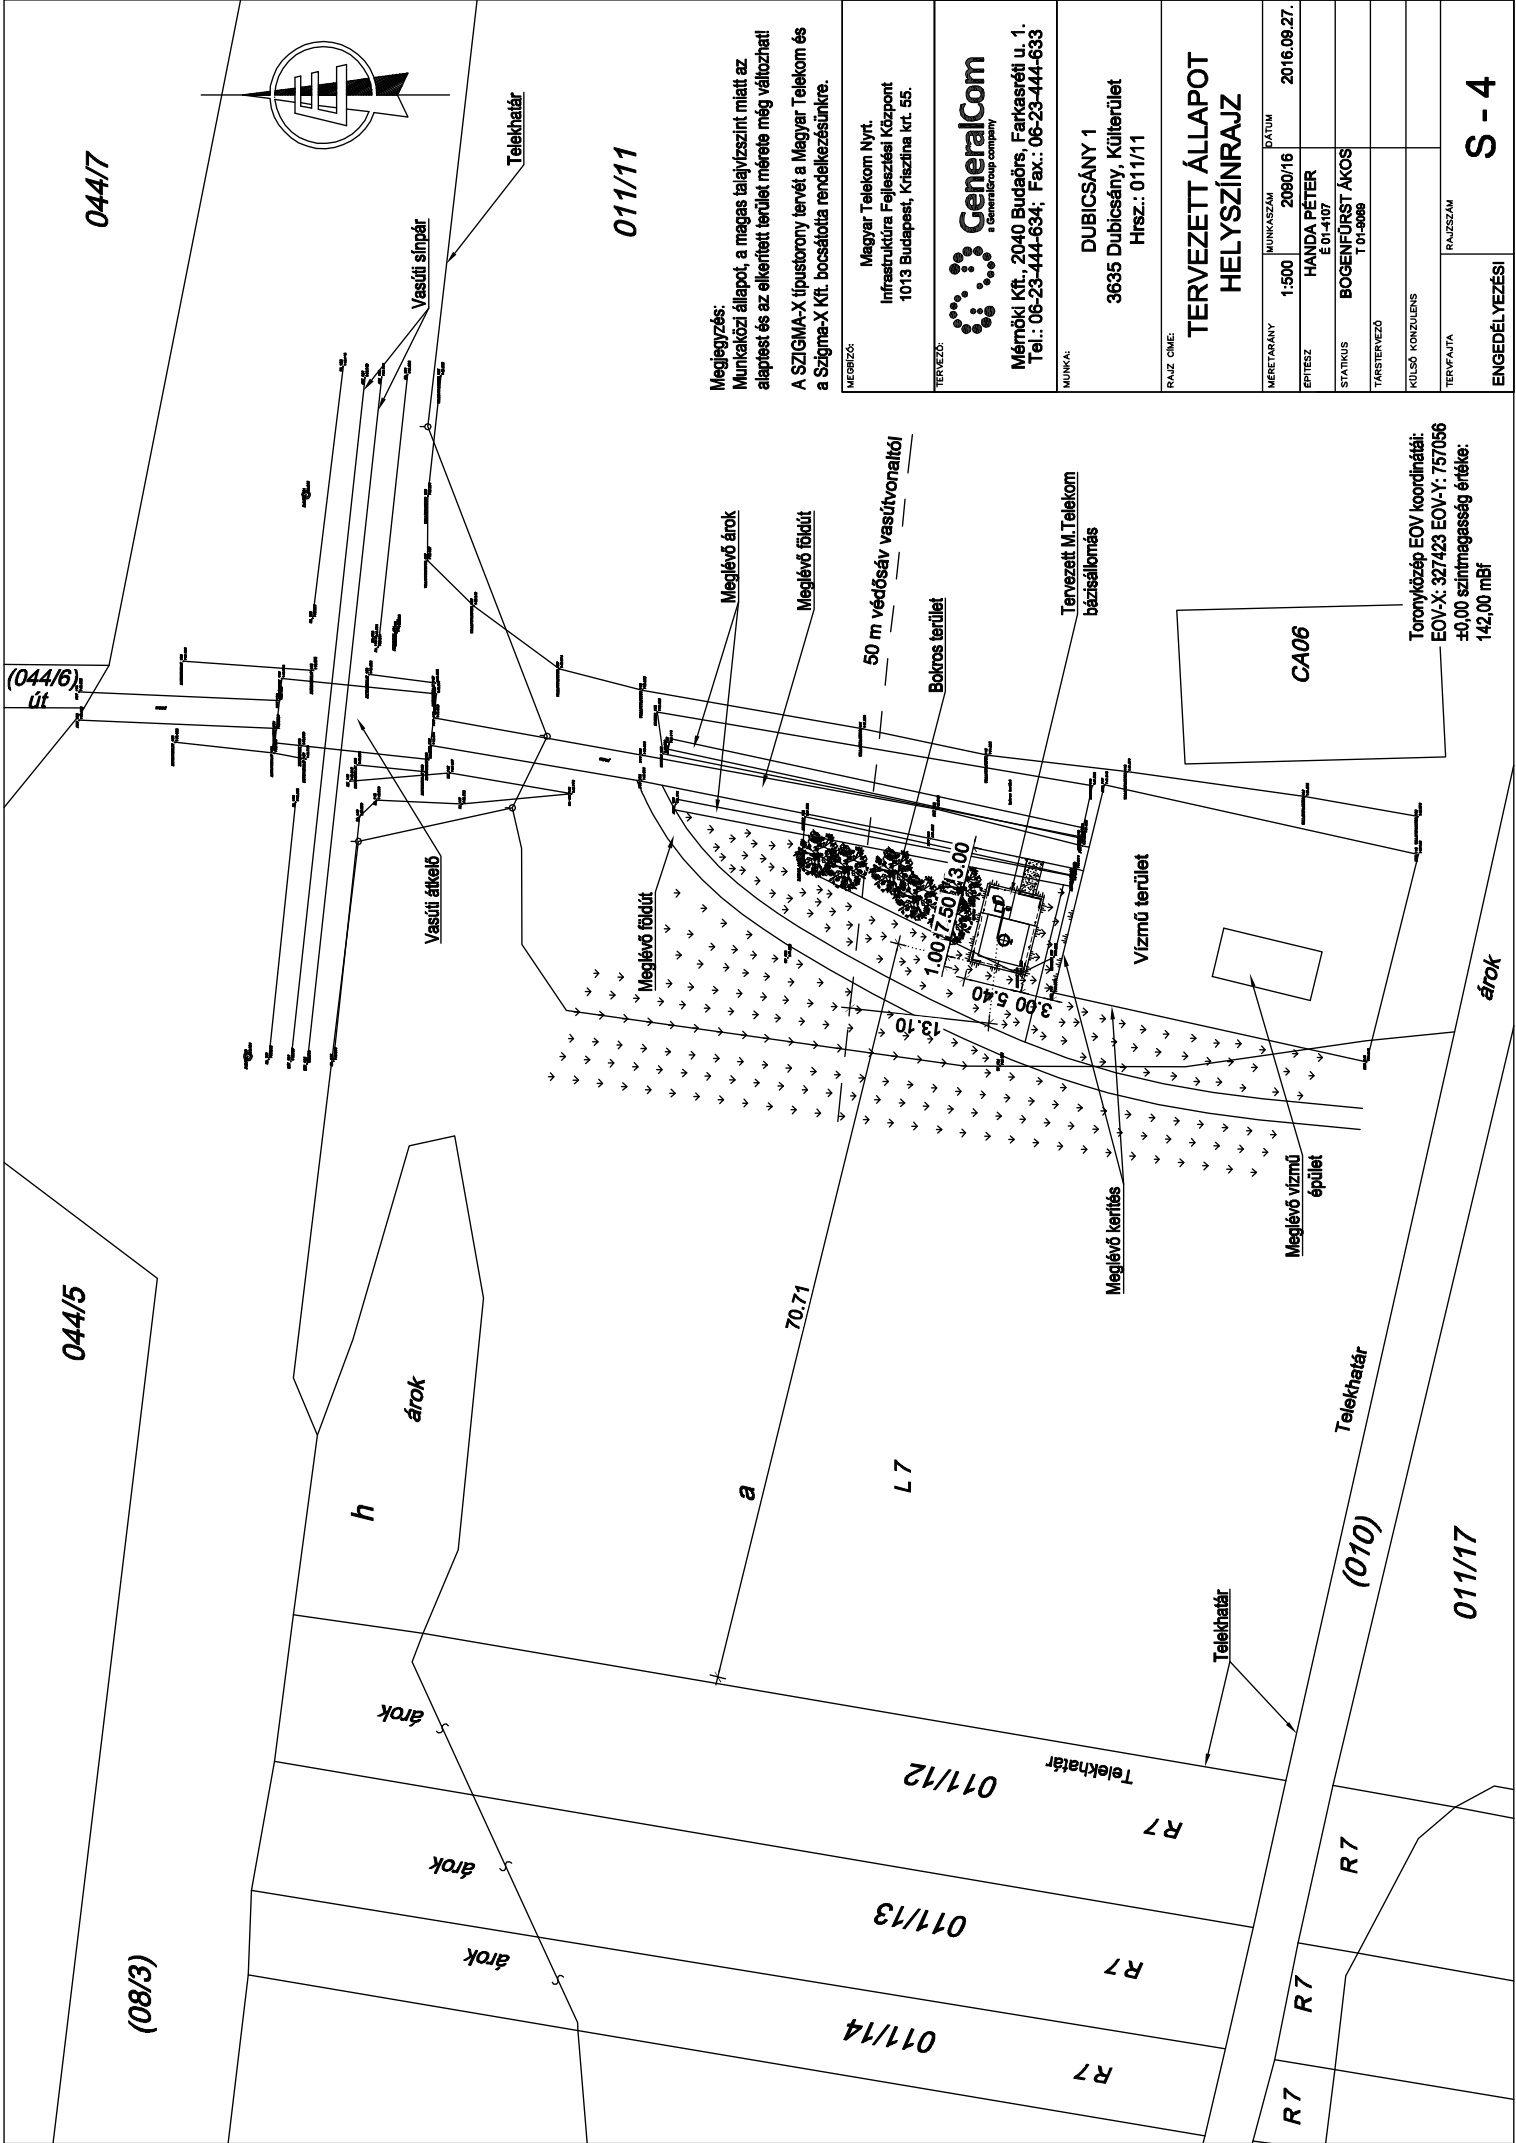 044/7
044/5
(08/3)
(044/6)
út
Telekhatár
Vasúti sínpár
011/11
Vasúti átkelő
h
árok
árok
árok
árok
Megjegyzés:
Munkaközi állapot, a magas talajvízszint miatt az
alaptest és az elkerített terület mérete még változhat!
A SZIGMA-X típustorony tervét a Magyar Telekom és
a Szigma-X Kft. bocsátotta rendelkezésünkre.
Meglévő árok
Meglévő földút
Meglévő földút
50 m védősáv vasútvonaltól
Bokros terület
Tervezett M.Telekom
bázisállomás
1.00
7.50
3.00
13.10
5.40
3.00
70.71
a
L 7
Vízmű terület
CA06
Meglévő kerítés
Meglévő vízmű
épület
Telekhatár
Telekhatár
Telekhatár
árok
(010)
011/17
011/12
011/13
011/14
R 7
R 7
R 7
R 7
R 7
R 7
Toronyközép EOV koordinátái:
EOV-X: 327423 EOV-Y: 757056
±0,00 szintmagasság értéke:
142,00 mBf
MEGBÍZÓ:
Magyar Telekom Nyrt.
Infrastruktúra Fejlesztési Központ
1013 Budapest, Krisztina krt. 55.
TERVEZŐ:
GeneralCom
a GeneralGroup company
Mérnöki Kft., 2040 Budaörs, Farkasréti u. 1.
Tel.: 06-23-444-634; Fax.: 06-23-444-633
MUNKA:
DUBICSÁNY 1
3635 Dubicsány, Külterület
Hrsz.: 011/11
RAJZ CÍME:
TERVEZETT ÁLLAPOT
HELYSZÍNRAJZ
MÉRETARÁNY 1:500 MUNKASZÁM 2090/16 DÁTUM 2016.09.27.
ÉPÍTÉSZ HANDA PÉTER
É 01-4107
STATIKUS BOGENFÜRST ÁKOS
T 01-9089
TÁRSTERVEZŐ
KÜLSŐ KONZULENS
TERVFAJTA ENGEDÉLYEZÉSI
RAJZSZÁM S - 4